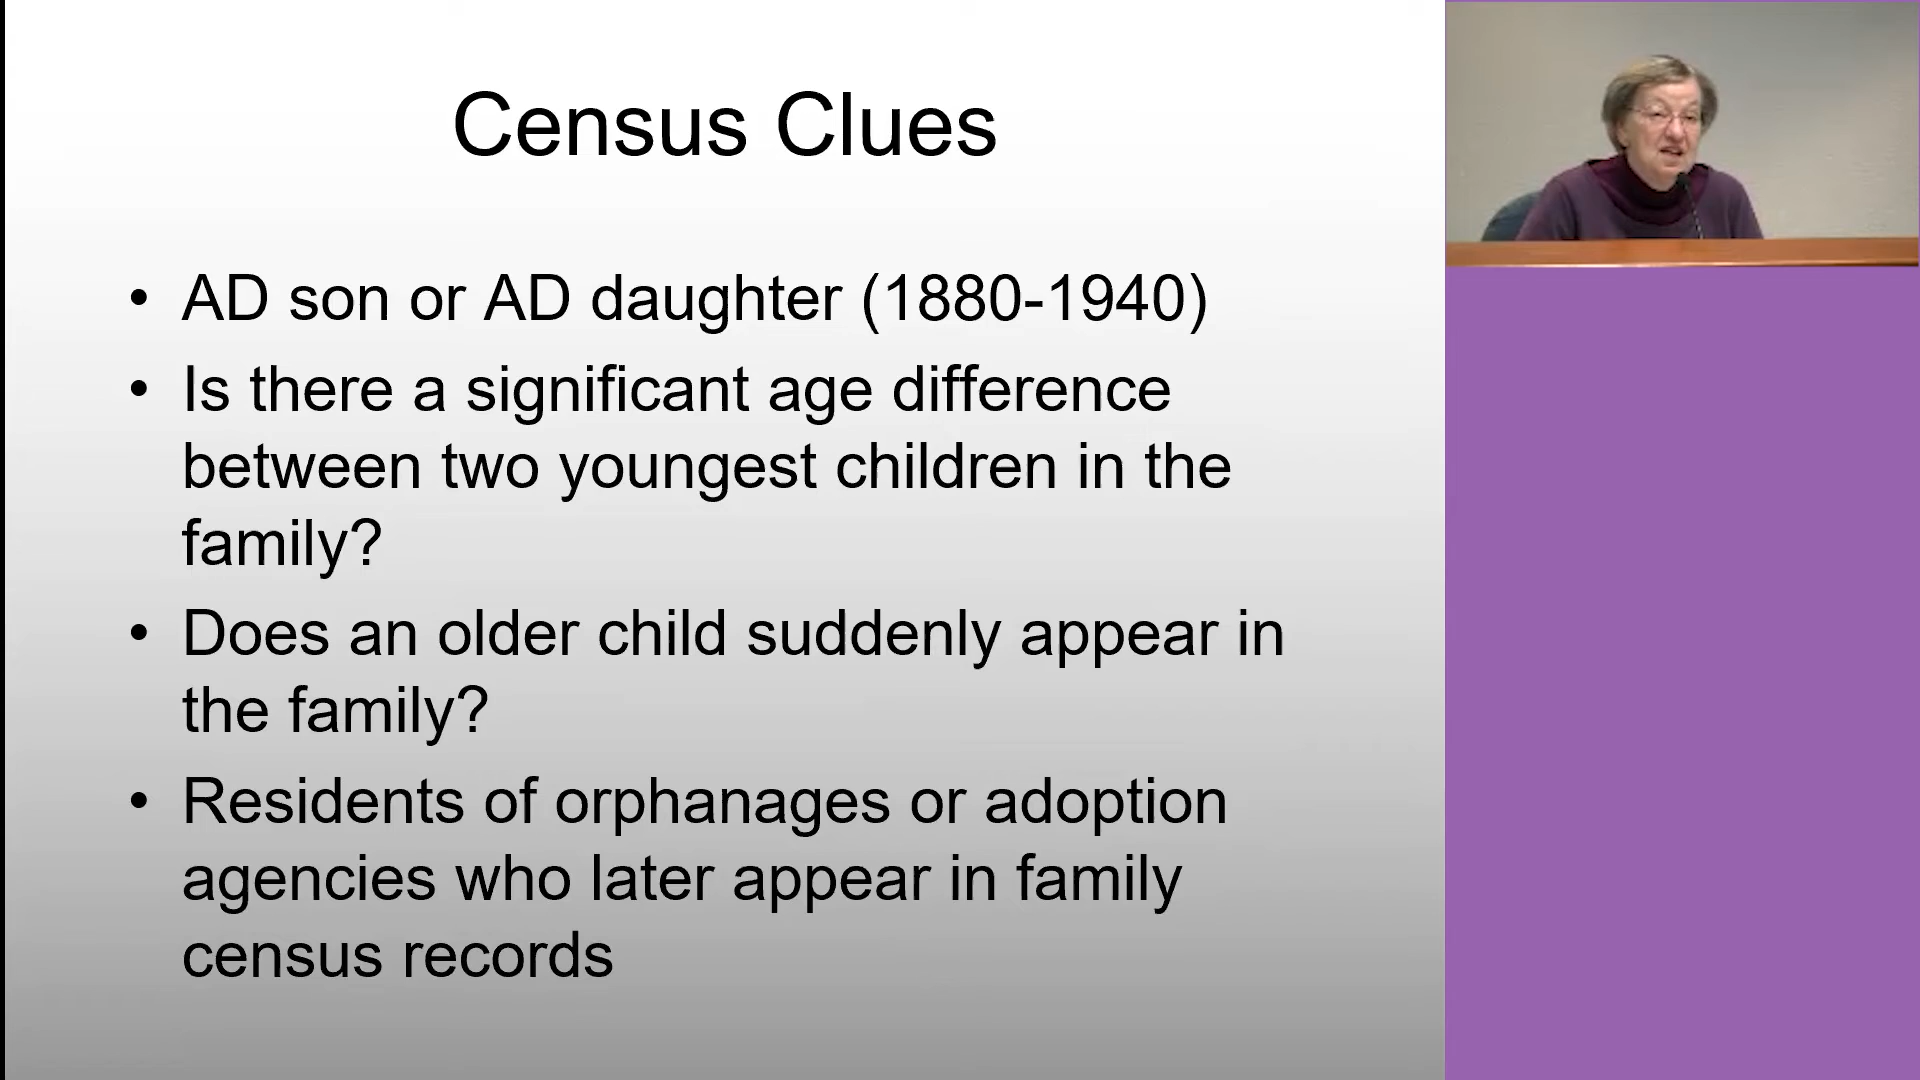 Census Clues
• AD son or AD daughter (1880-1940)
• Is there a significant age difference
between two youngest children in the
family?
• Does an older child suddenly appear in
the family?
• Residents of orphanages or adoption
agencies who later appear in family
census records